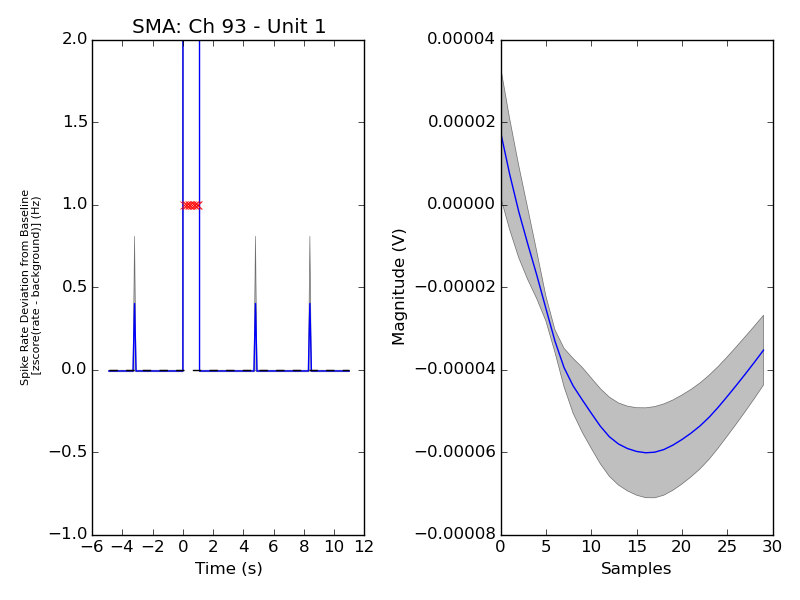 SMA: Ch 93 - Unit 1
2.0
1.5
1.0
0.5
0.0
−0.5
−1.0
−6 −4 −2 0 2 4 6 8 10 12
Time (s)
Spike Rate Deviation from Baseline
[zscore(rate - background)] (Hz)
0.00004
0.00002
0.00000
−0.00002
−0.00004
−0.00006
−0.00008
0 5 10 15 20 25 30
Samples
Magnitude (V)